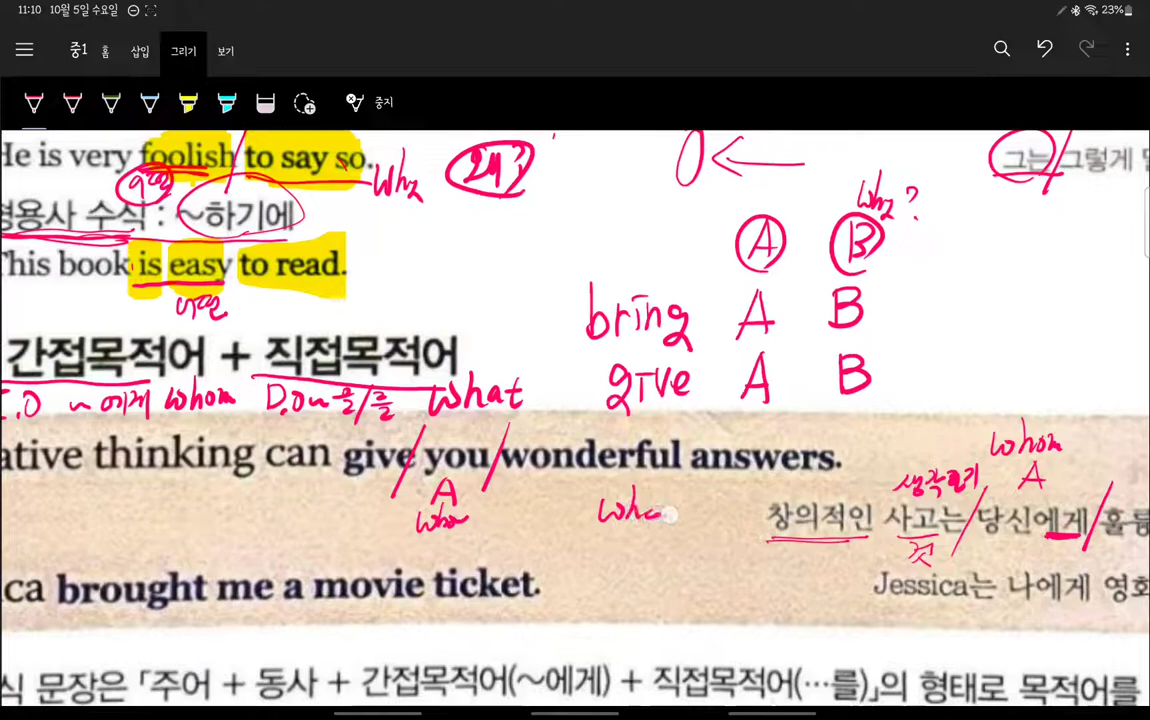 11:10 10월 5일 수요일 23%
중1 홈 삽입 그리기 보기
중지
He is very foolish to say so.
why
그는 그렇게
형용사 수식 : ~하기에
why ?
A B
This book is easy to read.
어떤
bring A B
give A B
간접목적어 + 직접목적어
I.O ~에게 whom D.O ~을/를 what
ative thinking can give you wonderful answers.
whom
A
A
생각하기
창의적인 사고는 당신에게 훌륭
것
ca brought me a movie ticket.
Jessica는 나에게 영화
식 문장은 「주어 + 동사 + 간접목적어(~에게) + 직접목적어(…를)」의 형태로 목적어를